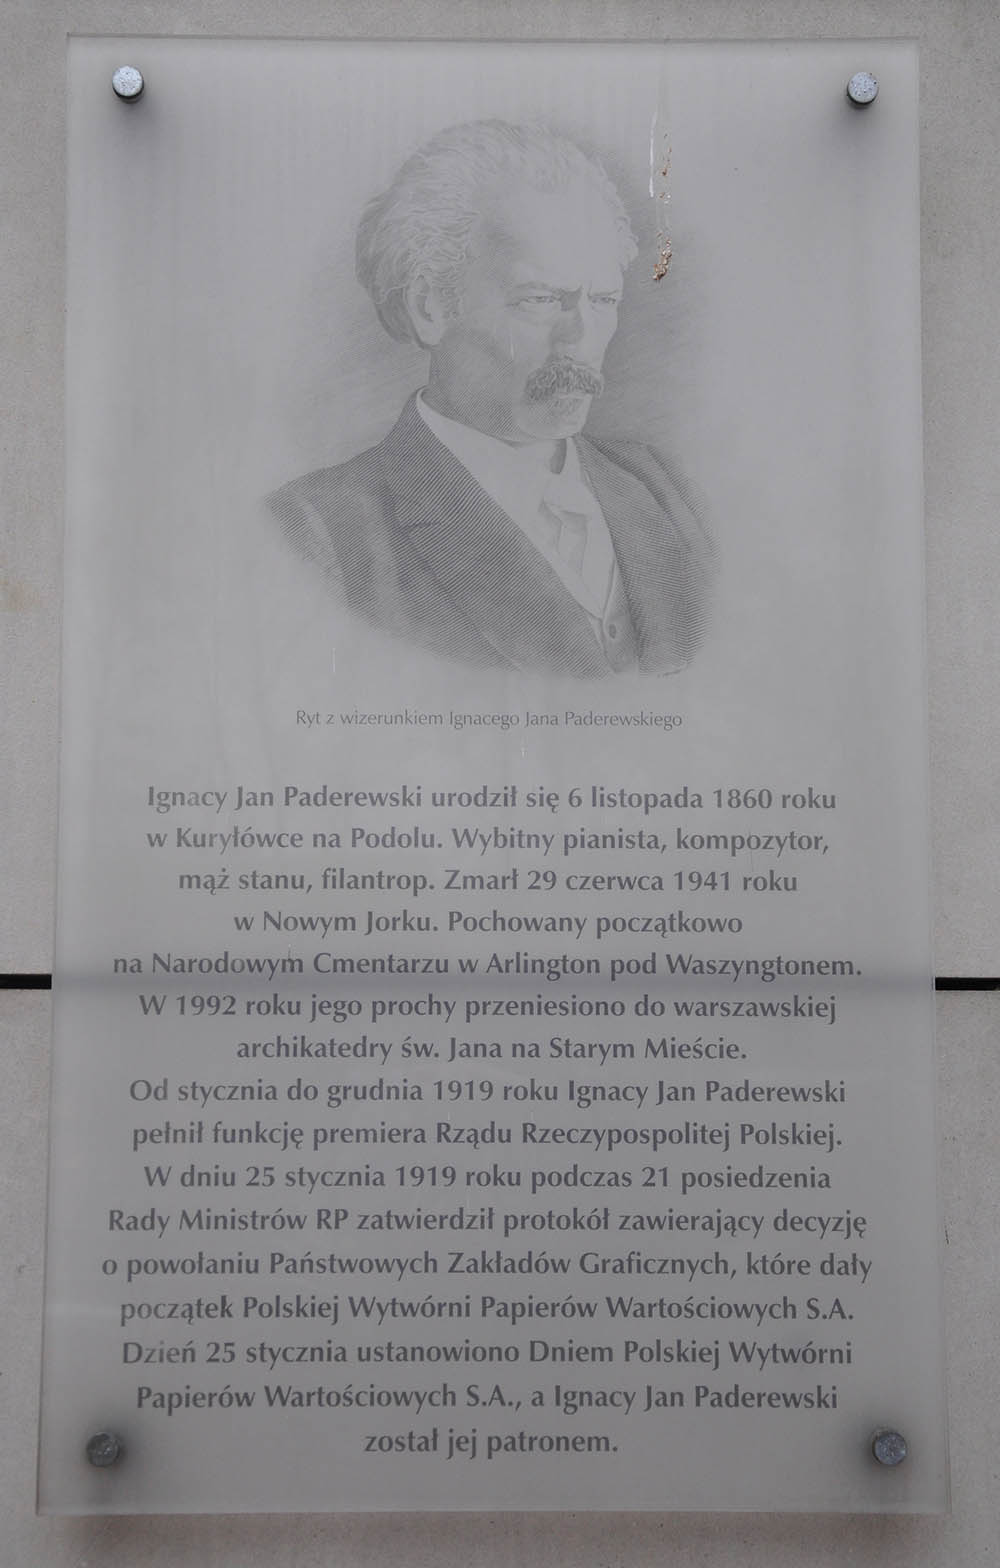 Ryt z wizerunkiem Ignacego Jana Paderewskiego
Ignacy Jan Paderewski urodził się 6 listopada 1860 roku
w Kuryłówce na Podolu. Wybitny pianista, kompozytor,
mąż stanu, filantrop. Zmarł 29 czerwca 1941 roku
w Nowym Jorku. Pochowany początkowo
na Narodowym Cmentarzu w Arlington pod Waszyngtonem.
W 1992 roku jego prochy przeniesiono do warszawskiej
archikatedry św. Jana na Starym Mieście.
Od stycznia do grudnia 1919 roku Ignacy Jan Paderewski
pełnił funkcję premiera Rządu Rzeczypospolitej Polskiej.
W dniu 25 stycznia 1919 roku podczas 21 posiedzenia
Rady Ministrów RP zatwierdził protokół zawierający decyzję
o powołaniu Państwowych Zakładów Graficznych, które dały
początek Polskiej Wytwórni Papierów Wartościowych S.A.
Dzień 25 stycznia ustanowiono Dniem Polskiej Wytwórni
Papierów Wartościowych S.A., a Ignacy Jan Paderewski
został jej patronem.